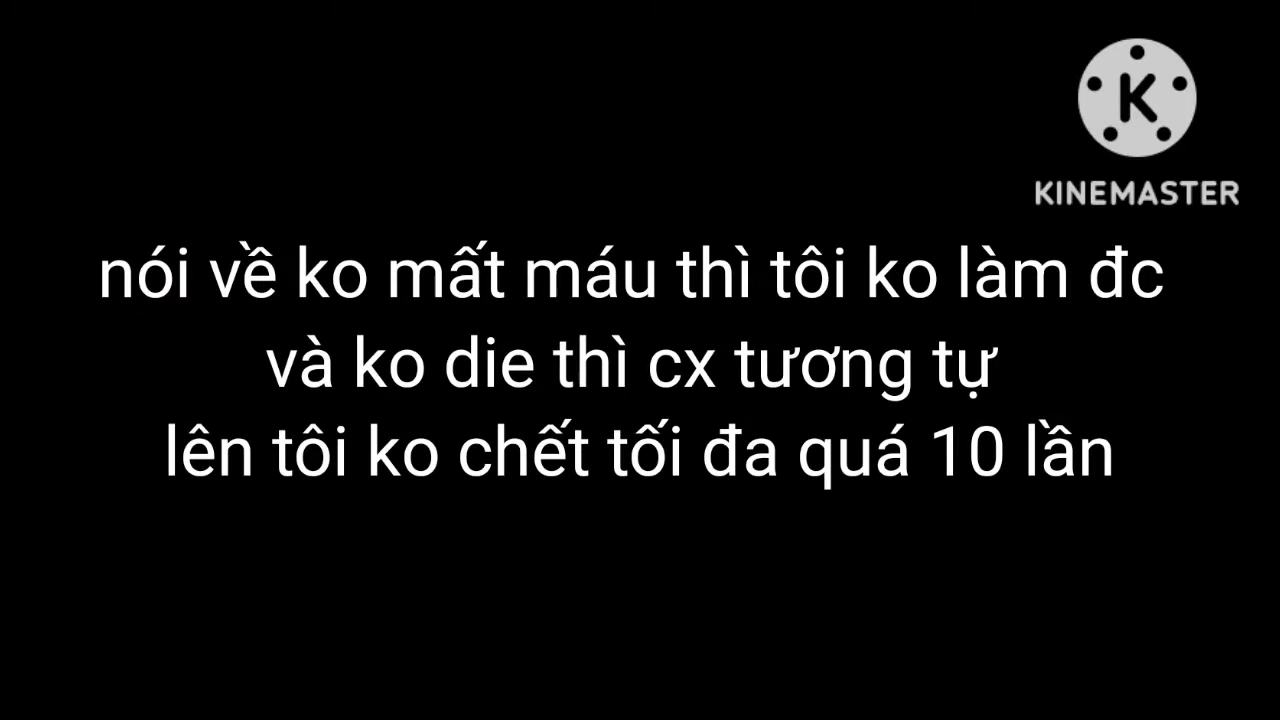 KINEMASTER
nói về ko mất máu thì tôi ko làm đc
và ko die thì cx tương tự
lên tôi ko chết tối đa quá 10 lần